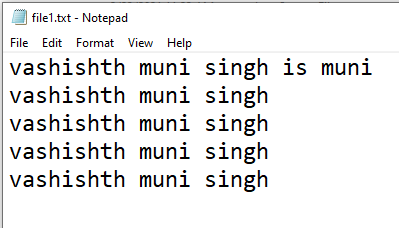 file1.txt - Notepad
File Edit Format View Help
vashishth muni singh is muni
vashishth muni singh
vashishth muni singh
vashishth muni singh
vashishth muni singh